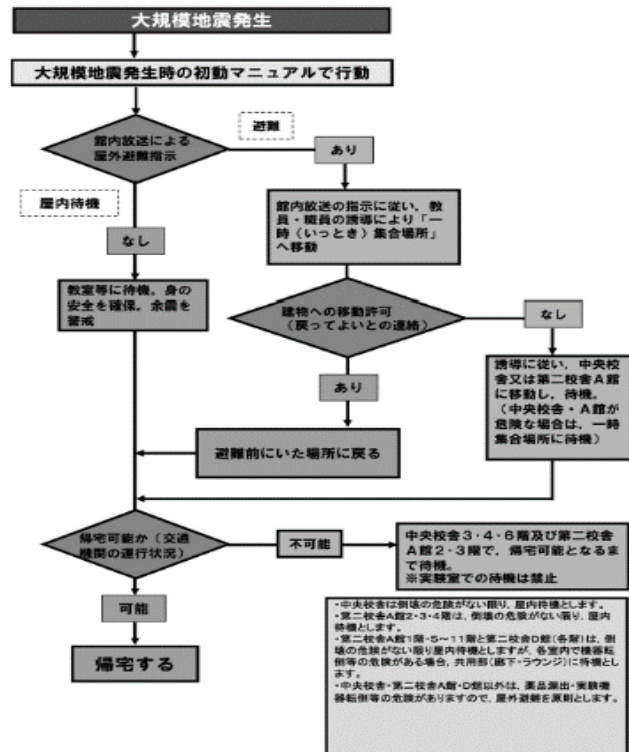 大規模地震発生
大規模地震発生時の初動マニュアルで行動
館内放送による
屋外避難指示
避難
あり
屋内待機
なし
館内放送の指示に従い，教
員・職員の誘導により「一
時（いっとき）集合場所」
へ移動
教室等に待機。身の
安全を確保。余震を
警戒
建物への移動許可
（戻ってよいとの連絡）
なし
あり
誘導に従い，中央校
舎又は第二校舎A館
に移動し，待機。
（中央校舎・A館が
危険な場合は，一時
集合場所に待機）
避難前にいた場所に戻る
帰宅可能か（交通
機関の運行状況）
不可能
中央校舎3・4・6階及び第二校舎
A館2・3階で，帰宅可能となるま
で待機。
※実験室での待機は禁止
可能
帰宅する
・中央校舎は倒壊の危険がない限り，屋内待機とします。
・第二校舎A館2・3・4階は，倒壊の危険がない限り，屋内
待機とします。
・第二校舎A館1階・5～11階と第二校舎D館（各階）は，倒
壊の危険がない限り屋内待機としますが，各室内で機器転
倒等の危険がある場合，共用部（廊下・ラウンジ）に待機とし
ます。
・中央校舎・第二校舎A館・D館以外は，薬品漏出・実験機
器転倒等の危険がありますので，屋外避難を原則とします。